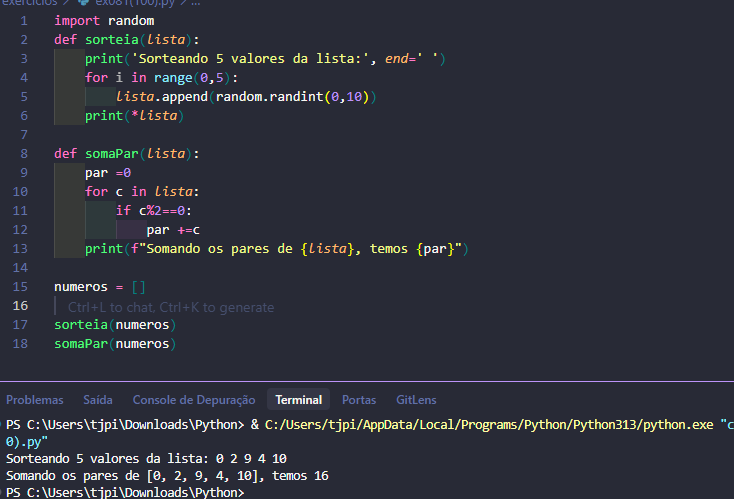 exercicios > ex081(100).py > ...
1 import random
2 def sorteia(lista):
3 print('Sorteando 5 valores da lista:', end=' ')
4 for i in range(0,5):
5 lista.append(random.randint(0,10))
6 print(*lista)
7
8 def somaPar(lista):
9 par =0
10 for c in lista:
11 if c%2==0:
12 par +=c
13 print(f"Somando os pares de {lista}, temos {par}")
14
15 numeros = []
16 Ctrl+L to chat, Ctrl+K to generate
17 sorteia(numeros)
18 somaPar(numeros)
Problemas Saída Console de Depuração Terminal Portas GitLens
PS C:\Users\tjpi\Downloads\Python> & C:/Users/tjpi/AppData/Local/Programs/Python/Python313/python.exe "c
0).py"
Sorteando 5 valores da lista: 0 2 9 4 10
Somando os pares de [0, 2, 9, 4, 10], temos 16
PS C:\Users\tjpi\Downloads\Python>